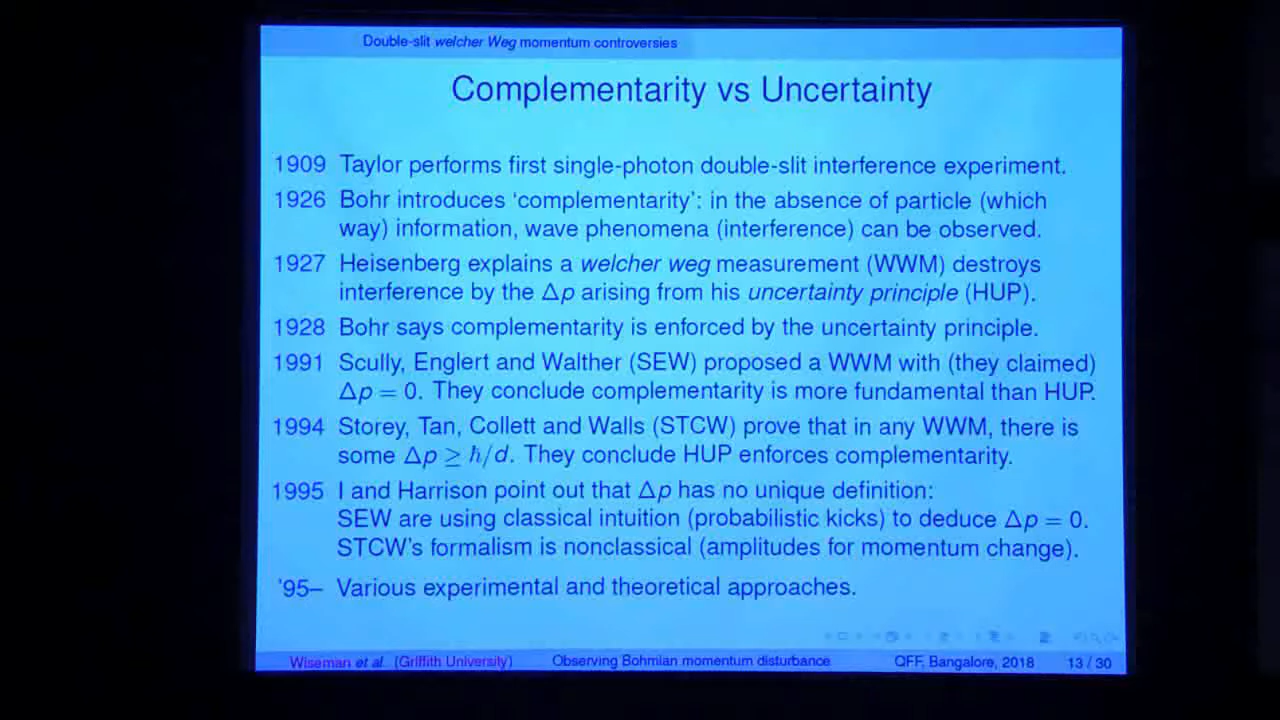 Double-slit welcher Weg momentum controversies
Complementarity vs Uncertainty
1909 Taylor performs first single-photon double-slit interference experiment.
1926 Bohr introduces ‘complementarity’: in the absence of particle (which
way) information, wave phenomena (interference) can be observed.
1927 Heisenberg explains a welcher weg measurement (WWM) destroys
interference by the Δp arising from his uncertainty principle (HUP).
1928 Bohr says complementarity is enforced by the uncertainty principle.
1991 Scully, Englert and Walther (SEW) proposed a WWM with (they claimed)
Δp = 0. They conclude complementarity is more fundamental than HUP.
1994 Storey, Tan, Collett and Walls (STCW) prove that in any WWM, there is
some Δp ≥ ℏ/d. They conclude HUP enforces complementarity.
1995 I and Harrison point out that Δp has no unique definition:
SEW are using classical intuition (probabilistic kicks) to deduce Δp = 0.
STCW's formalism is nonclassical (amplitudes for momentum change).
'95– Various experimental and theoretical approaches.
Wiseman et al. (Griffith University) Observing Bohmian momentum disturbance QFF, Bangalore, 2018 13 / 30